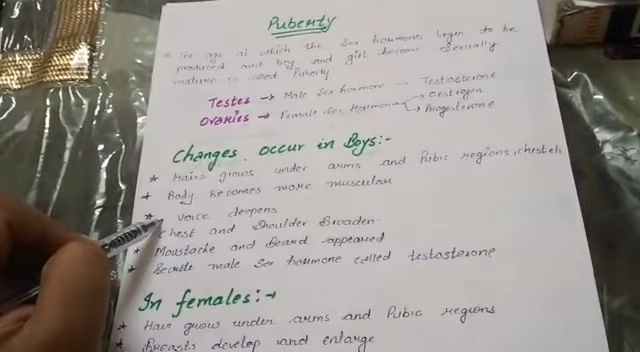 Puberty
* The age at which the Sex hormones begin to be
produced and boy and girl become sexually
mature is called Puberty
Testes → Male Sex hormone → Testosterone
Ovaries → Female Sex Hormone → Oestrogen
→ Progesterone
Changes occur in Boys:-
* Hairs grows under arms and Pubic regions, chest
* Body becomes more muscular
* voice deepens
chest and Shoulder Broaden.
* Moustache and Beard appeared
* Secrete male Sex hormone called testosterone
In females:→
* Hair grow under arms and Pubic regions
* Breasts develop and enlarge